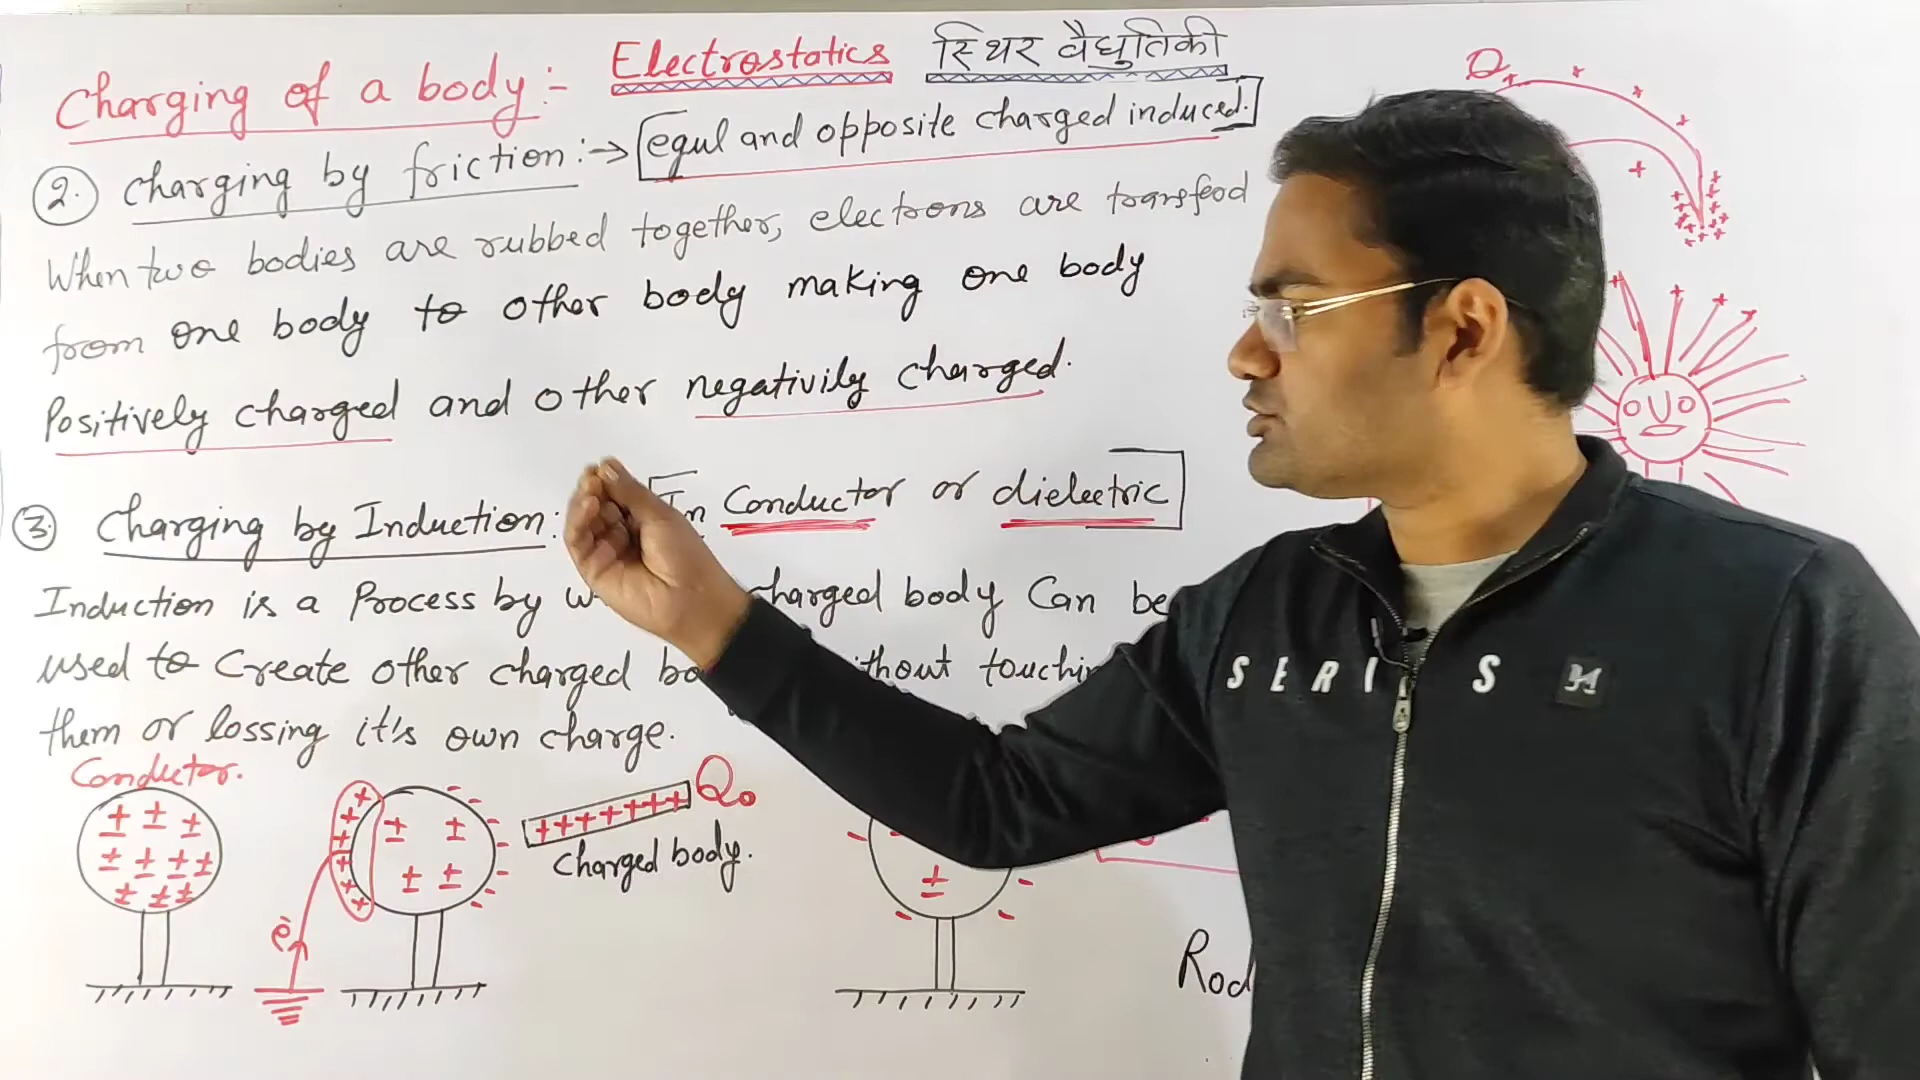 Charging of a body:- Electrostatics स्थिर वैधुतिकी
2. Charging by friction:→ equl and opposite charged induced.
When two bodies are rubbed together, electrons are transfeod
from one body to other body making one body
Positively charged and other negativily charged.
3. Charging by Induction: In Conductor or dielectric
Induction is a Process by charged body Can be
used to Create other charged
them or lossing it's own charge.
Conductor.
Q₀
Charged body.
e⁻
Rod
SERI S